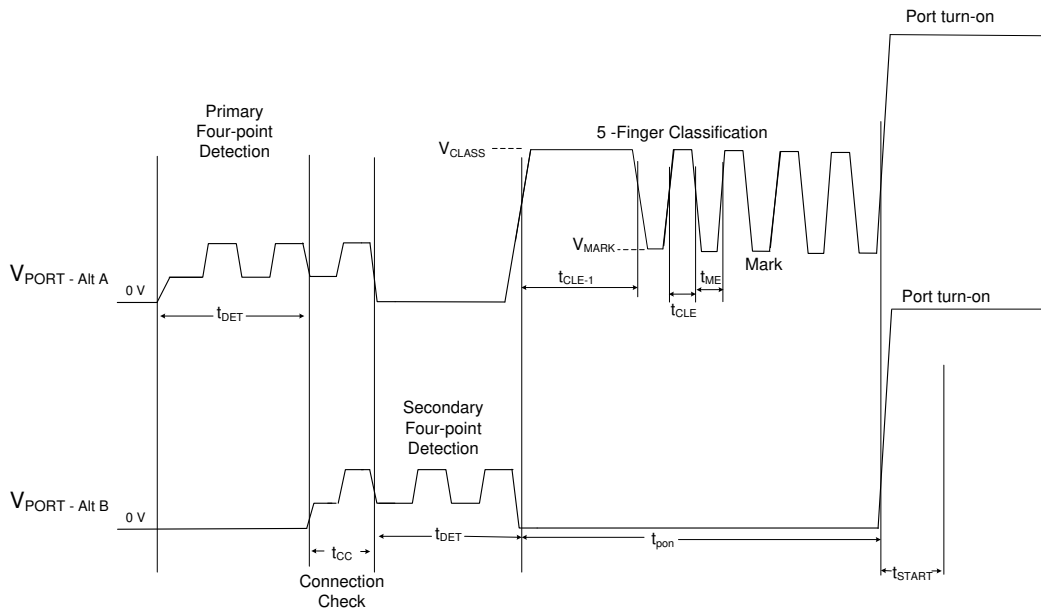 Port turn-on
Primary
Four-point
Detection
5 -Finger Classification
VCLASS
VMARK
Mark
VPORT - Alt A
0 V
tDET
tCLE-1
tME
tCLE
Port turn-on
Secondary
Four-point
Detection
VPORT - Alt B
0 V
tCC
tDET
tpon
tSTART
Connection
Check